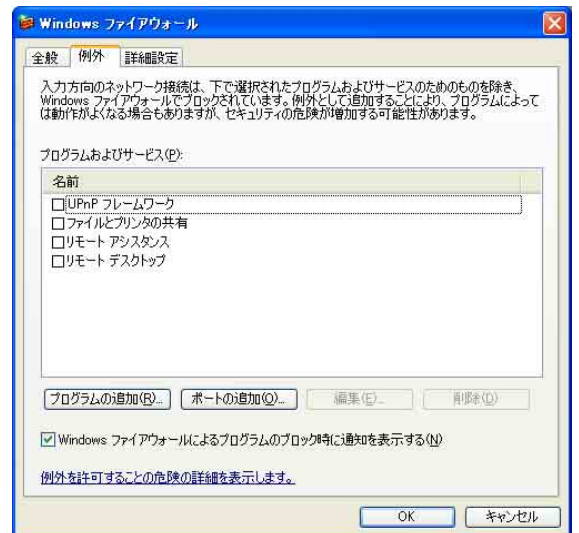 Windows ファイアウォール
全般 例外 詳細設定
入力方向のネットワーク接続は、下で選択されたプログラムおよびサービスのためのものを除き、
Windows ファイアウォールでブロックされています。例外として追加することにより、プログラムによって
は動作がよくなる場合もありますが、セキュリティの危険が増加する可能性があります。
プログラムおよびサービス(P):
名前
UPnP フレームワーク
ファイルとプリンタの共有
リモート アシスタンス
リモート デスクトップ
プログラムの追加(R)... ポートの追加(O)... 編集(E)... 削除(D)
Windows ファイアウォールによるプログラムのブロック時に通知を表示する(N)
例外を許可することの危険の詳細を表示します。
OK キャンセル